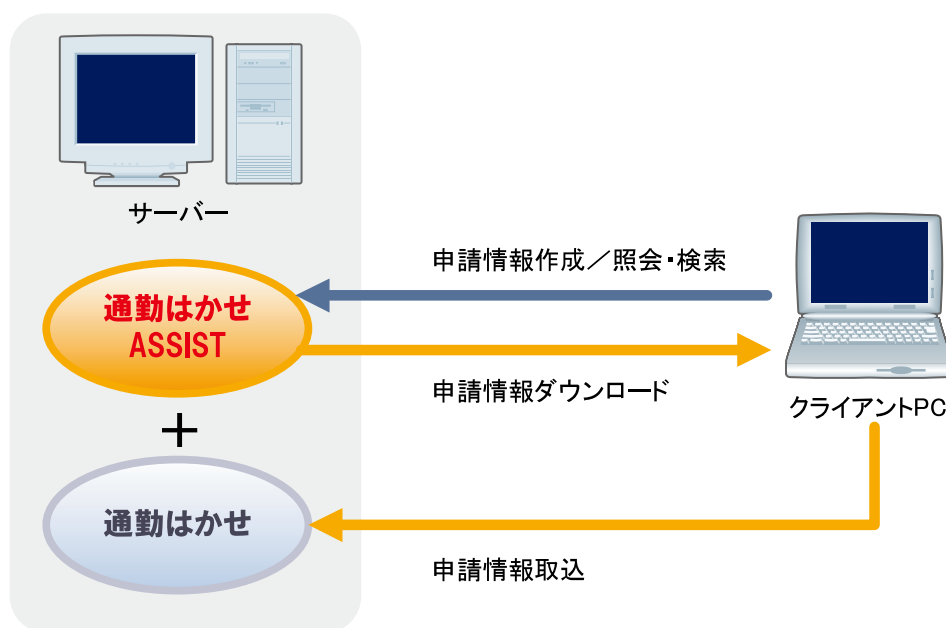 サーバー
申請情報作成／照会・検索
通勤はかせ
ASSIST
申請情報ダウンロード
クライアントPC
＋
通勤はかせ
申請情報取込